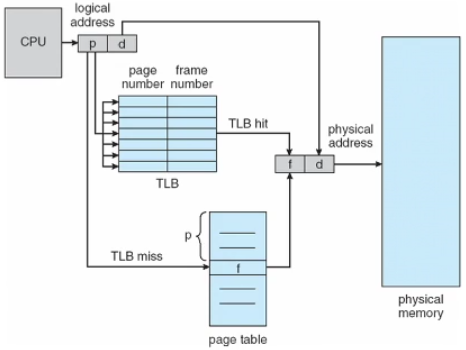 logical
address
CPU
p d
page
number
frame
number
TLB hit
physical
address
f d
TLB
p
TLB miss
f
physical
memory
page table